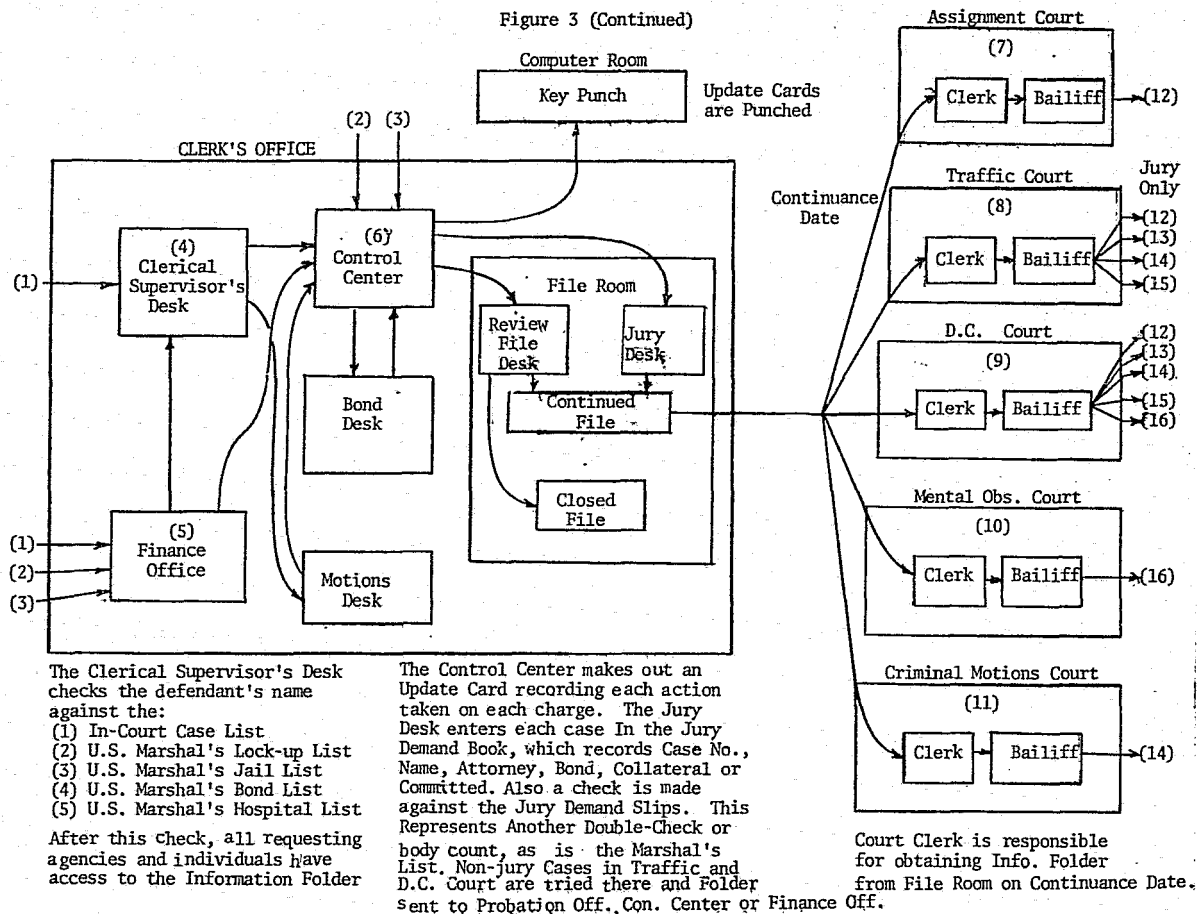 Figure 3 (Continued)
Computer Room
Key Punch
Update Cards
are Punched
(2) (3)
CLERK'S OFFICE
(1)
(4)
Clerical
Supervisor's
Desk
(6)
Control
Center
Bond
Desk
(1)
(2)
(3)
(5)
Finance
Office
Motions
Desk
File Room
Review
File
Desk
Jury
Desk
Continued
File
Closed
File
Continuance
Date
Assignment Court
(7)
Clerk
Bailiff
(12)
Traffic Court
(8)
Clerk
Bailiff
Jury
Only
(12)
(13)
(14)
(15)
D.C. Court
(9)
Clerk
Bailiff
(12)
(13)
(14)
(15)
(16)
Mental Obs. Court
(10)
Clerk
Bailiff
(16)
Criminal Motions Court
(11)
Clerk
Bailiff
(14)
The Clerical Supervisor's Desk
checks the defendant's name
against the:
(1) In-Court Case List
(2) U.S. Marshal's Lock-up List
(3) U.S. Marshal's Jail List
(4) U.S. Marshal's Bond List
(5) U.S. Marshal's Hospital List
After this check, all requesting
agencies and individuals have
access to the Information Folder
The Control Center makes out an
Update Card recording each action
taken on each charge. The Jury
Desk enters each case In the Jury
Demand Book, which records Case No.,
Name, Attorney, Bond, Collateral or
Committed. Also a check is made
against the Jury Demand Slips. This
Represents Another Double-Check or
body count, as is the Marshal's
List. Non-jury Cases in Traffic and
D.C. Court are tried there and Folder
sent to Probation Off., Con. Center or Finance Off.
Court Clerk is responsible
for obtaining Info. Folder
from File Room on Continuance Date.